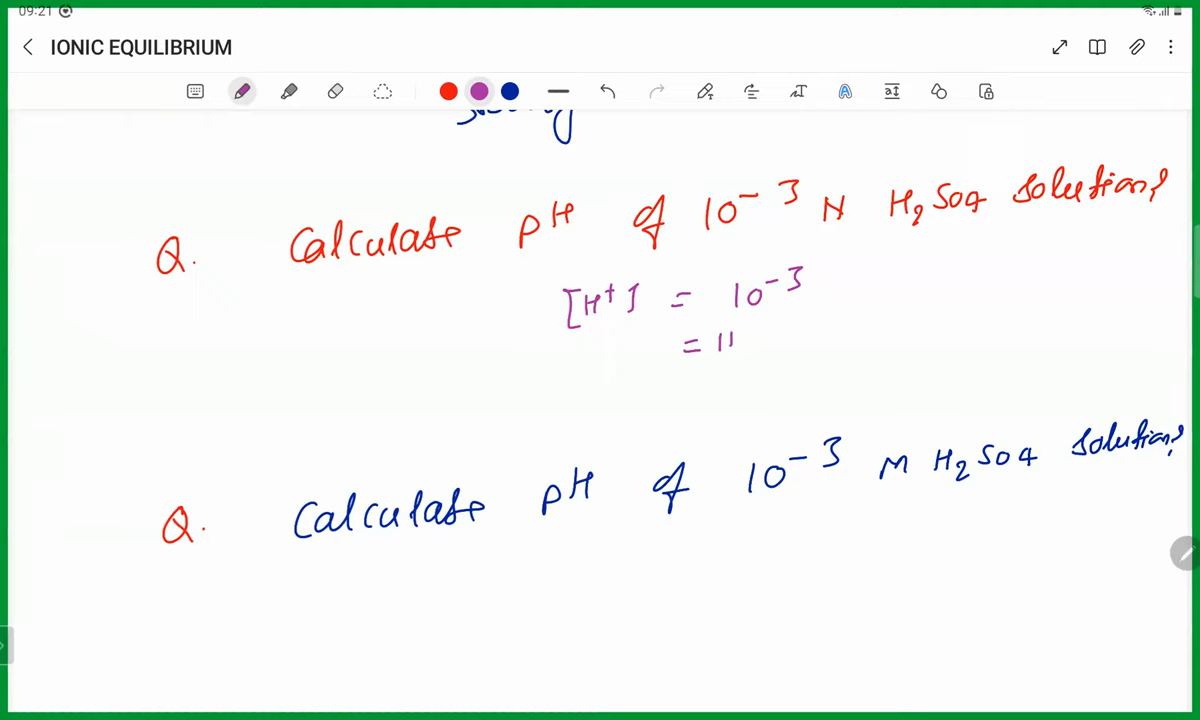 09:21
IONIC EQUILIBRIUM
Q. Calculate pH of 10⁻³ N H₂SO4 Solution?
[H⁺] = 10⁻³
= 11
Q. Calculate pH of 10⁻³ M H₂SO4 Solution?